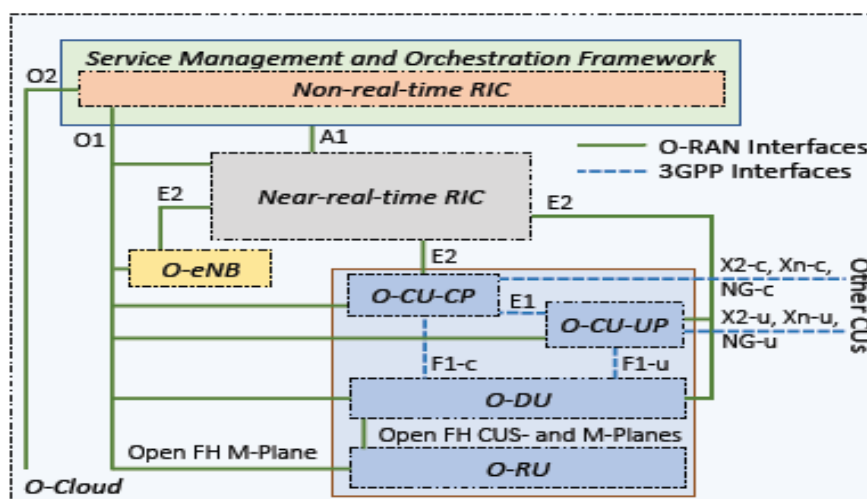 Service Management and Orchestration Framework
O2
Non-real-time RIC
O1
A1
O-RAN Interfaces
3GPP Interfaces
E2
Near-real-time RIC
E2
O-eNB
E2
X2-c, Xn-c,
NG-c
O-CU-CP
E1
O-CU-UP
X2-u, Xn-u,
NG-u
Other CUs
F1-c
F1-u
O-DU
Open FH CUS- and M-Planes
Open FH M-Plane
O-RU
O-Cloud